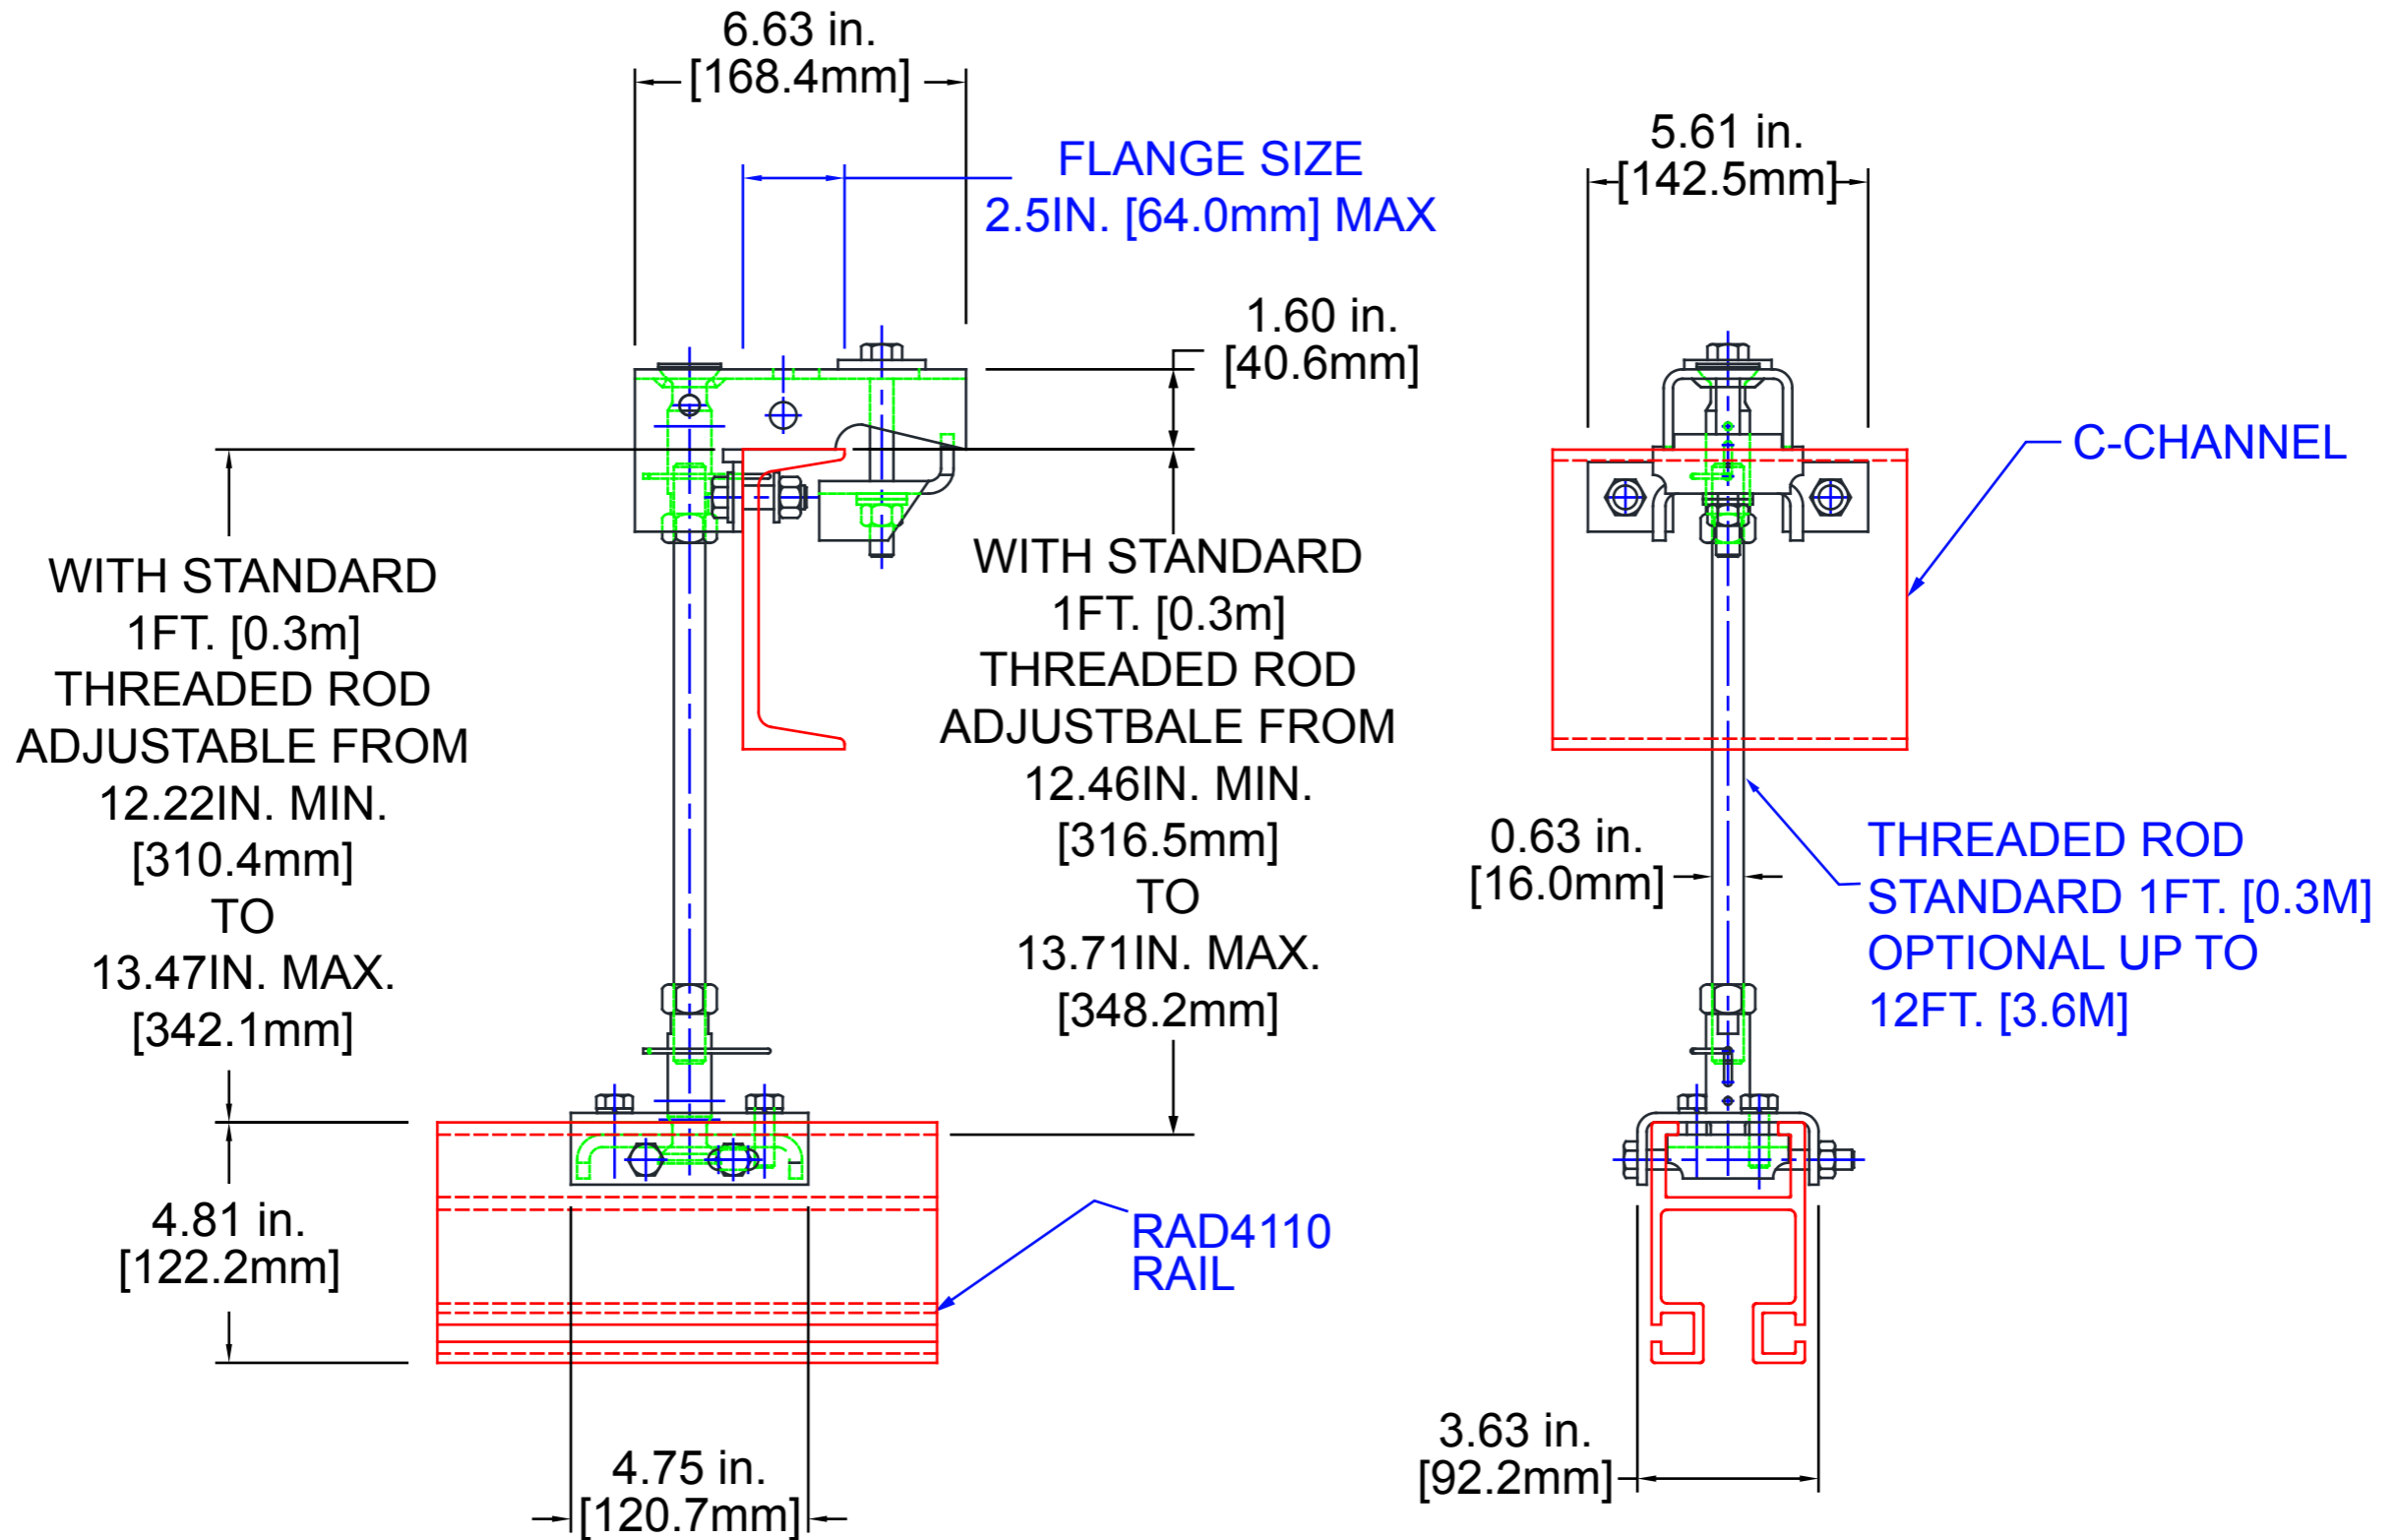 6.63 in.
[168.4mm]
FLANGE SIZE
2.5IN. [64.0mm] MAX
5.61 in.
[142.5mm]
1.60 in.
[40.6mm]
C-CHANNEL
WITH STANDARD
1FT. [0.3m]
THREADED ROD
ADJUSTABLE FROM
12.22IN. MIN.
[310.4mm]
TO
13.47IN. MAX.
[342.1mm]
WITH STANDARD
1FT. [0.3m]
THREADED ROD
ADJUSTBALE FROM
12.46IN. MIN.
[316.5mm]
TO
13.71IN. MAX.
[348.2mm]
0.63 in.
[16.0mm]
THREADED ROD
STANDARD 1FT. [0.3M]
OPTIONAL UP TO
12FT. [3.6M]
4.81 in.
[122.2mm]
RAD4110
RAIL
4.75 in.
[120.7mm]
3.63 in.
[92.2mm]